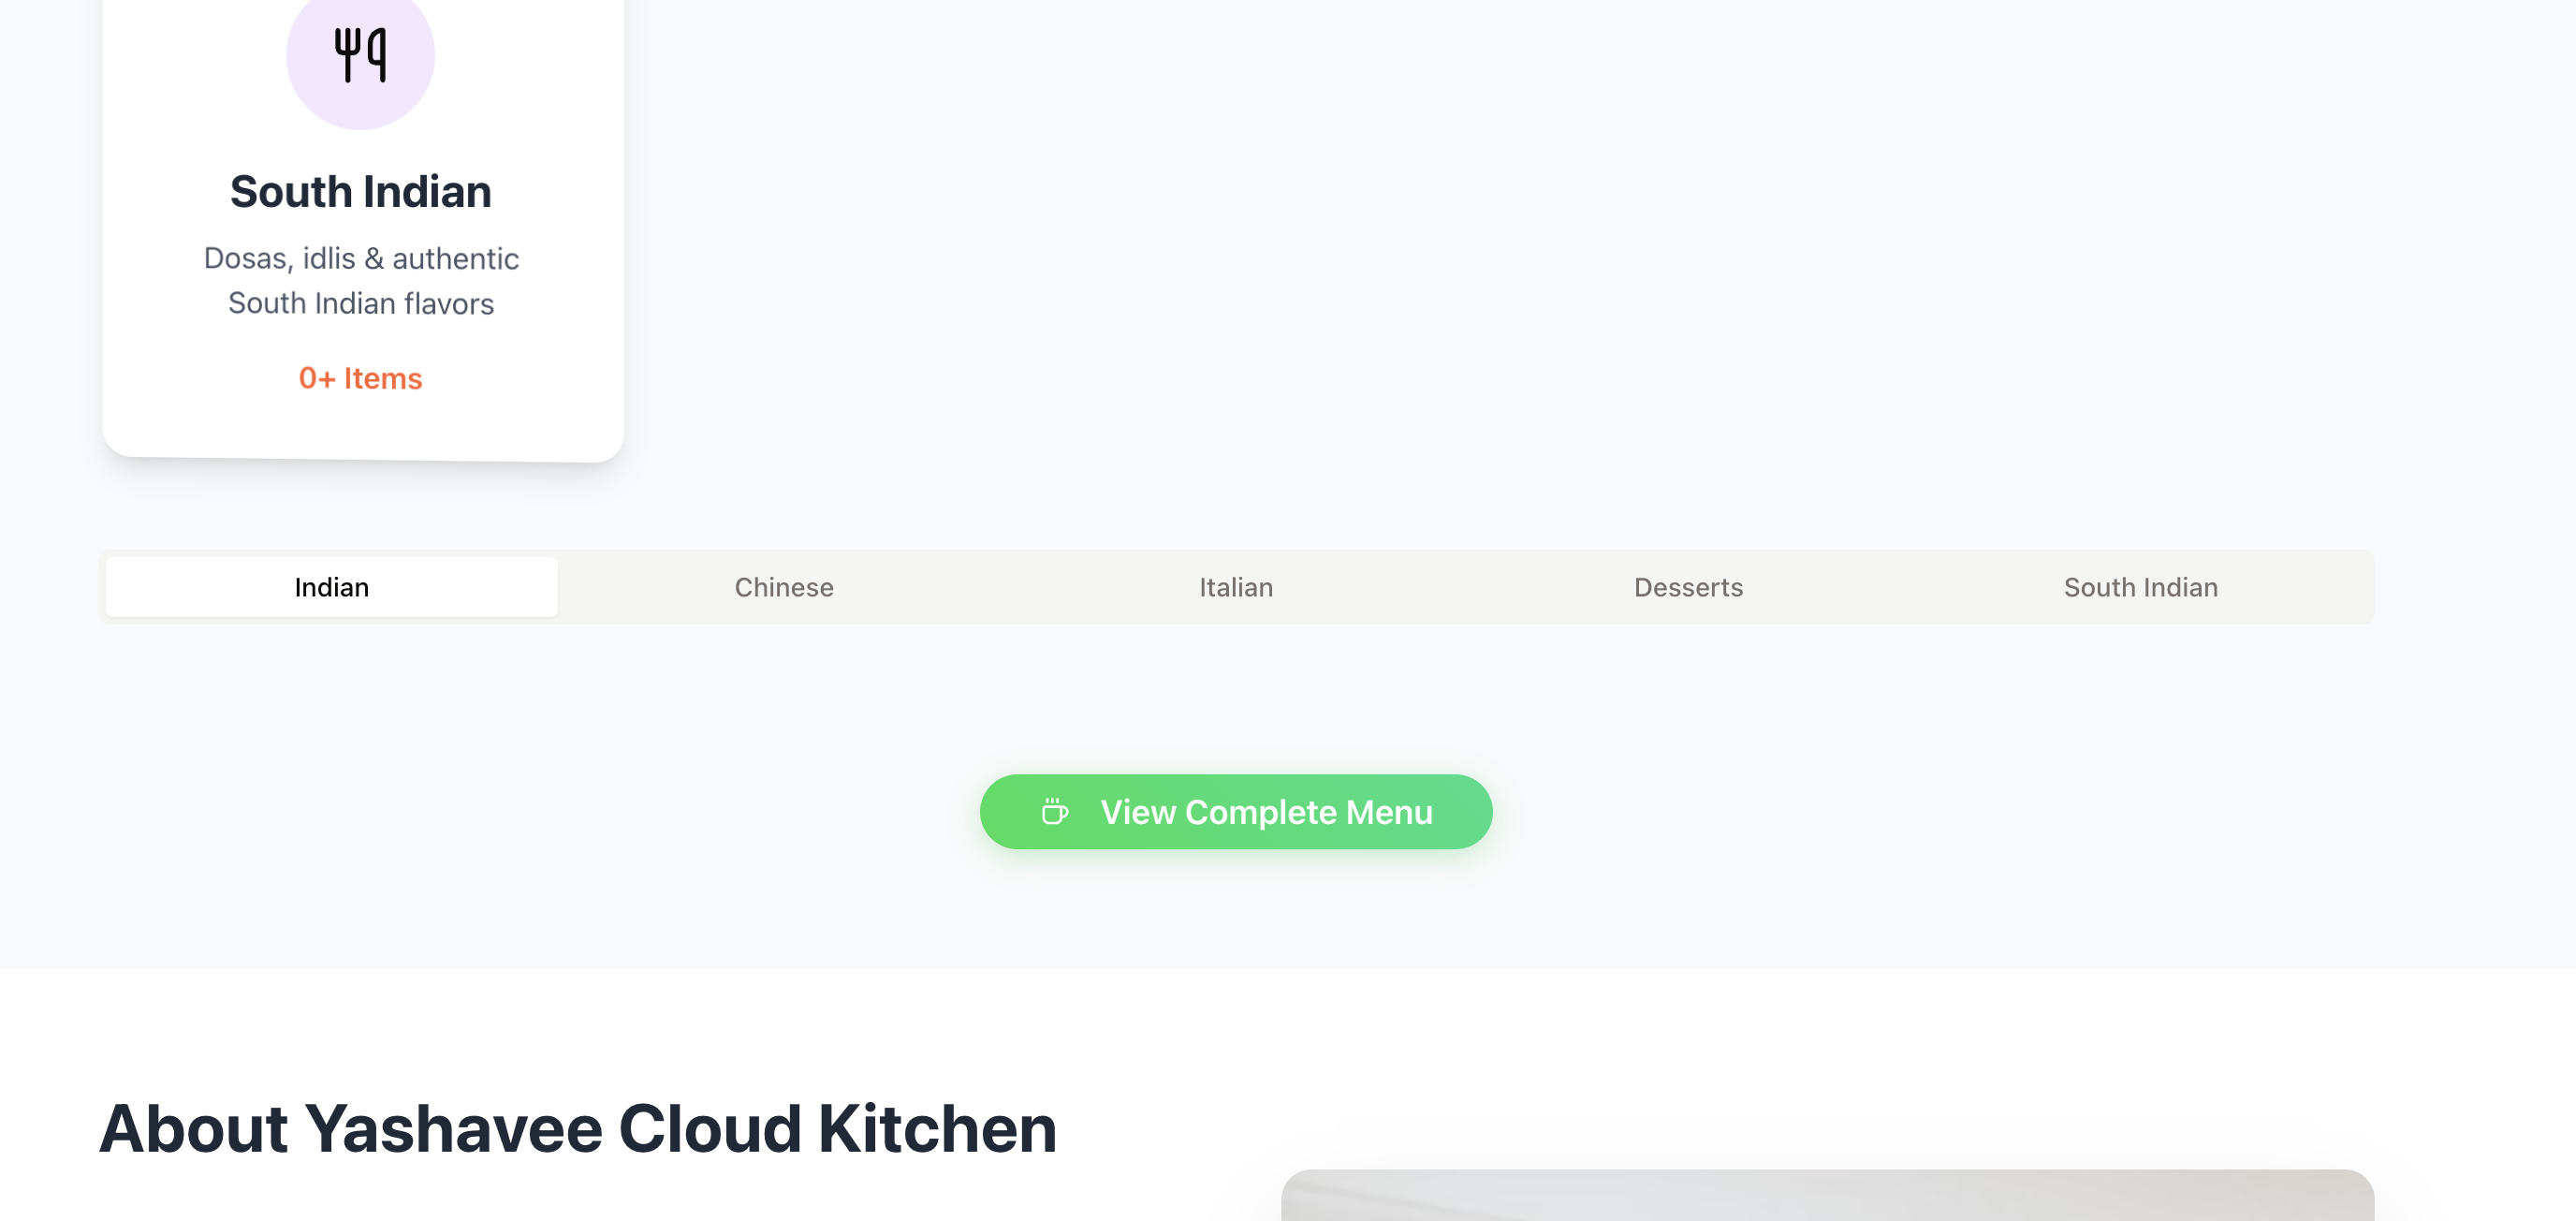 South Indian
Dosas, idlis & authentic
South Indian flavors
0+ Items
Indian
Chinese
Italian
Desserts
South Indian
View Complete Menu
About Yashavee Cloud Kitchen